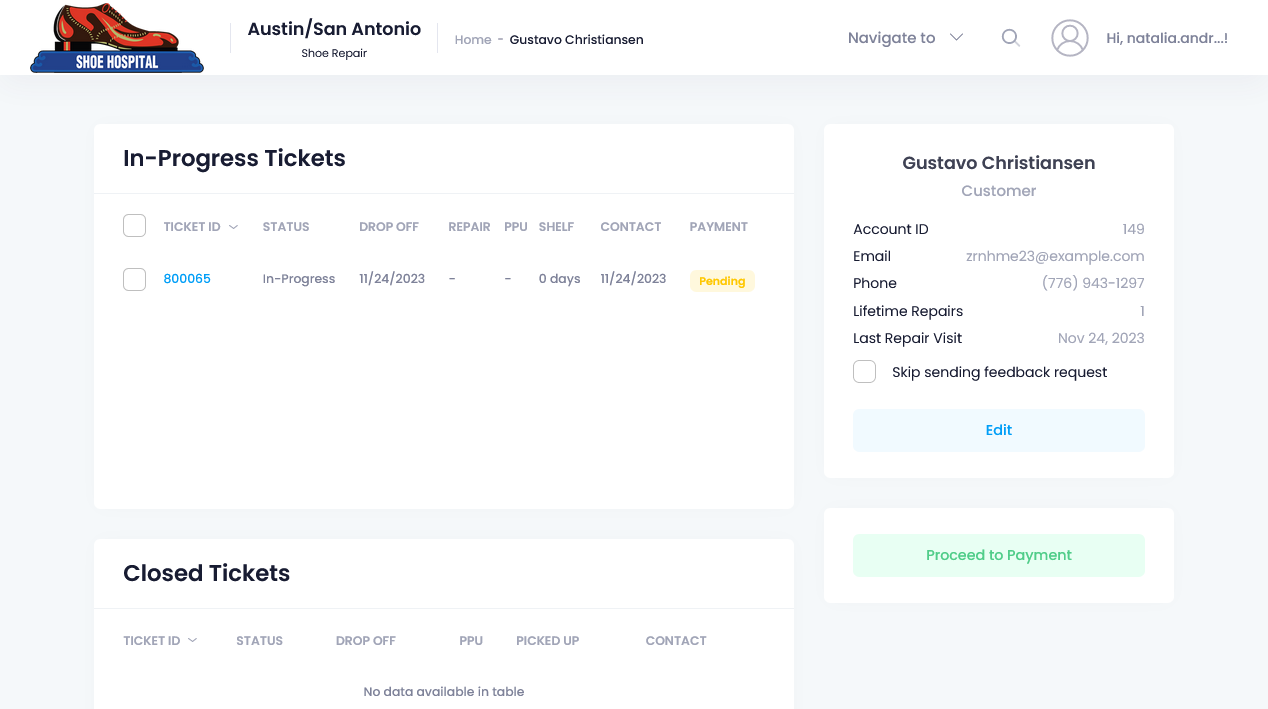 SHOE HOSPITAL
Austin/San Antonio
Shoe Repair
Home - Gustavo Christiansen
Navigate to
Hi, natalia.andr...!
In-Progress Tickets
TICKET ID STATUS DROP OFF REPAIR PPU SHELF CONTACT PAYMENT
800065 In-Progress 11/24/2023 - - 0 days 11/24/2023 Pending
Gustavo Christiansen
Customer
Account ID 149
Email zrnhme23@example.com
Phone (776) 943-1297
Lifetime Repairs 1
Last Repair Visit Nov 24, 2023
Skip sending feedback request
Edit
Proceed to Payment
Closed Tickets
TICKET ID STATUS DROP OFF PPU PICKED UP CONTACT
No data available in table